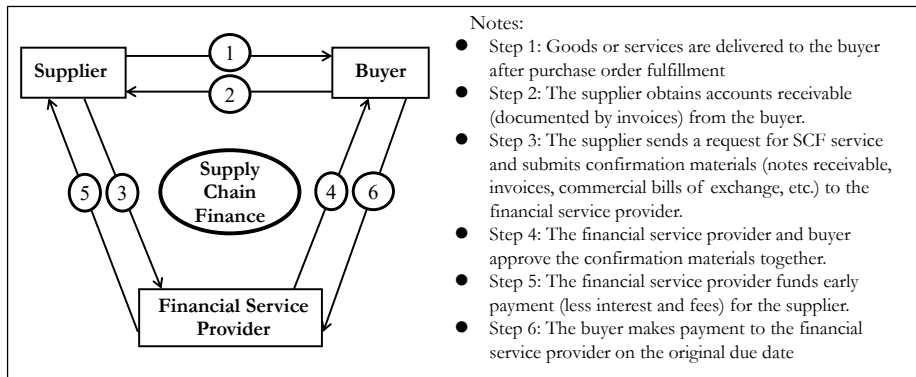 1
Supplier
Buyer
2
Supply
Chain
Finance
5
3
4
6
Financial Service
Provider
Notes:
● Step 1: Goods or services are delivered to the buyer
after purchase order fulfillment
● Step 2: The supplier obtains accounts receivable
(documented by invoices) from the buyer.
● Step 3: The supplier sends a request for SCF service
and submits confirmation materials (notes receivable,
invoices, commercial bills of exchange, etc.) to the
financial service provider.
● Step 4: The financial service provider and buyer
approve the confirmation materials together.
● Step 5: The financial service provider funds early
payment (less interest and fees) for the supplier.
● Step 6: The buyer makes payment to the financial
service provider on the original due date